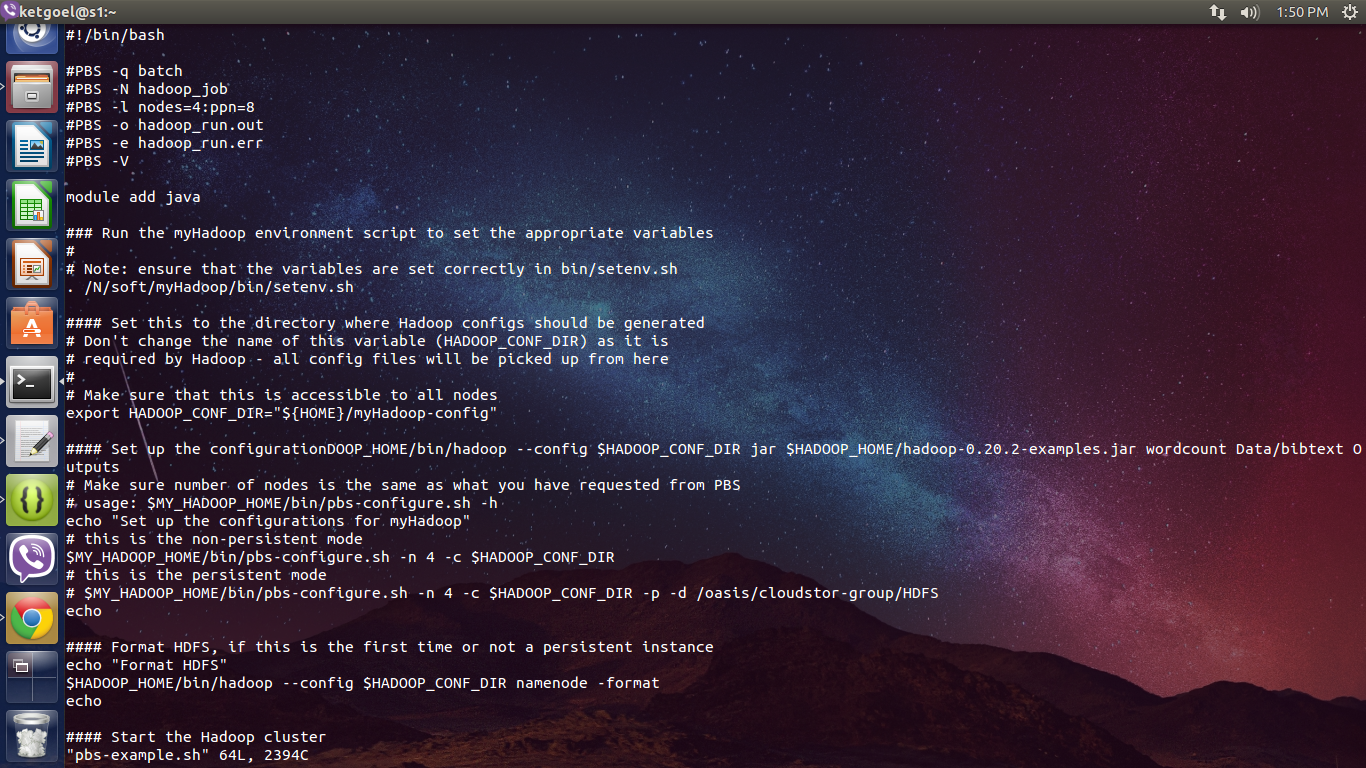 ketgoel@s1:~
1:50 PM
#!/bin/bash
#PBS -q batch
#PBS -N hadoop_job
#PBS -l nodes=4:ppn=8
#PBS -o hadoop_run.out
#PBS -e hadoop_run.err
#PBS -V
module add java
### Run the myHadoop environment script to set the appropriate variables
#
# Note: ensure that the variables are set correctly in bin/setenv.sh
. /N/soft/myHadoop/bin/setenv.sh
#### Set this to the directory where Hadoop configs should be generated
# Don't change the name of this variable (HADOOP_CONF_DIR) as it is
# required by Hadoop - all config files will be picked up from here
#
# Make sure that this is accessible to all nodes
export HADOOP_CONF_DIR="${HOME}/myHadoop-config"
#### Set up the configurationDOOP_HOME/bin/hadoop --config $HADOOP_CONF_DIR jar $HADOOP_HOME/hadoop-0.20.2-examples.jar wordcount Data/bibtext O
utputs
# Make sure number of nodes is the same as what you have requested from PBS
# usage: $MY_HADOOP_HOME/bin/pbs-configure.sh -h
echo "Set up the configurations for myHadoop"
# this is the non-persistent mode
$MY_HADOOP_HOME/bin/pbs-configure.sh -n 4 -c $HADOOP_CONF_DIR
# this is the persistent mode
# $MY_HADOOP_HOME/bin/pbs-configure.sh -n 4 -c $HADOOP_CONF_DIR -p -d /oasis/cloudstor-group/HDFS
echo
#### Format HDFS, if this is the first time or not a persistent instance
echo "Format HDFS"
$HADOOP_HOME/bin/hadoop --config $HADOOP_CONF_DIR namenode -format
echo
#### Start the Hadoop cluster
"pbs-example.sh" 64L, 2394C